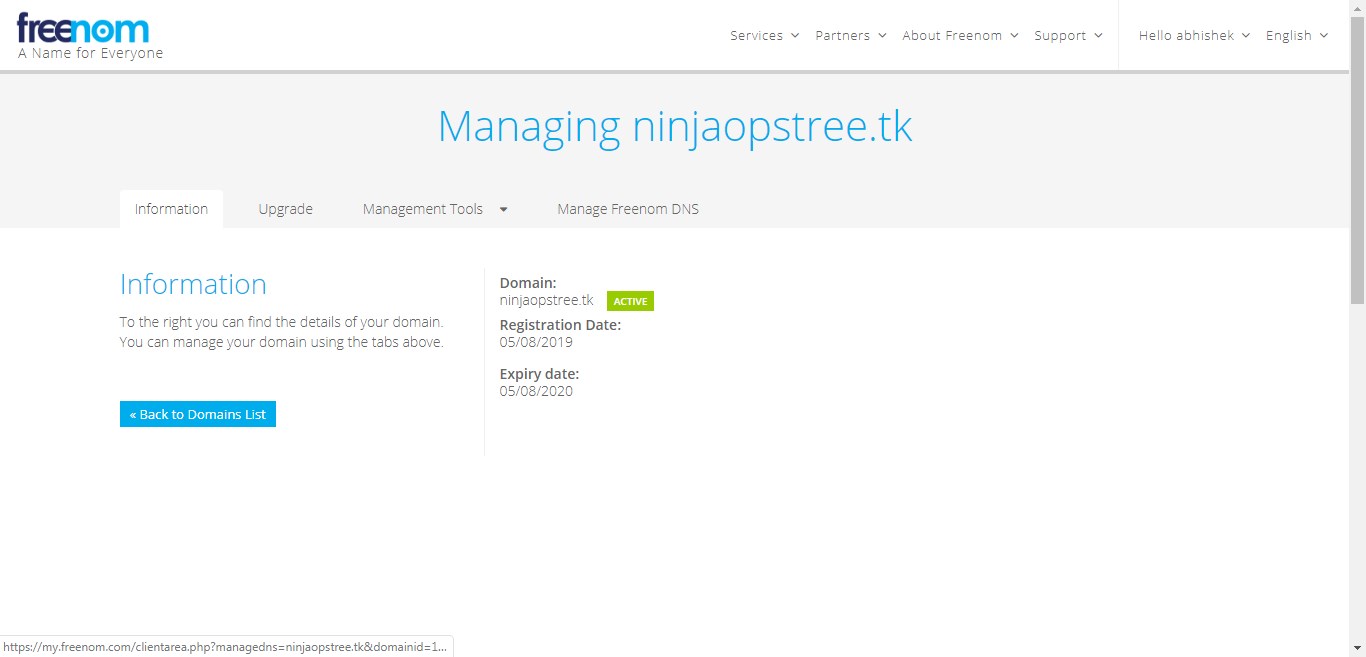 freenom
A Name for Everyone
Services Partners About Freenom Support Hello abhishek English
Managing ninjaopstree.tk
Information Upgrade Management Tools Manage Freenom DNS
Information
To the right you can find the details of your domain.
You can manage your domain using the tabs above.
« Back to Domains List
Domain:
ninjaopstree.tk ACTIVE
Registration Date:
05/08/2019
Expiry date:
05/08/2020
https://my.freenom.com/clientarea.php?managedns=ninjaopstree.tk&domainid=1...